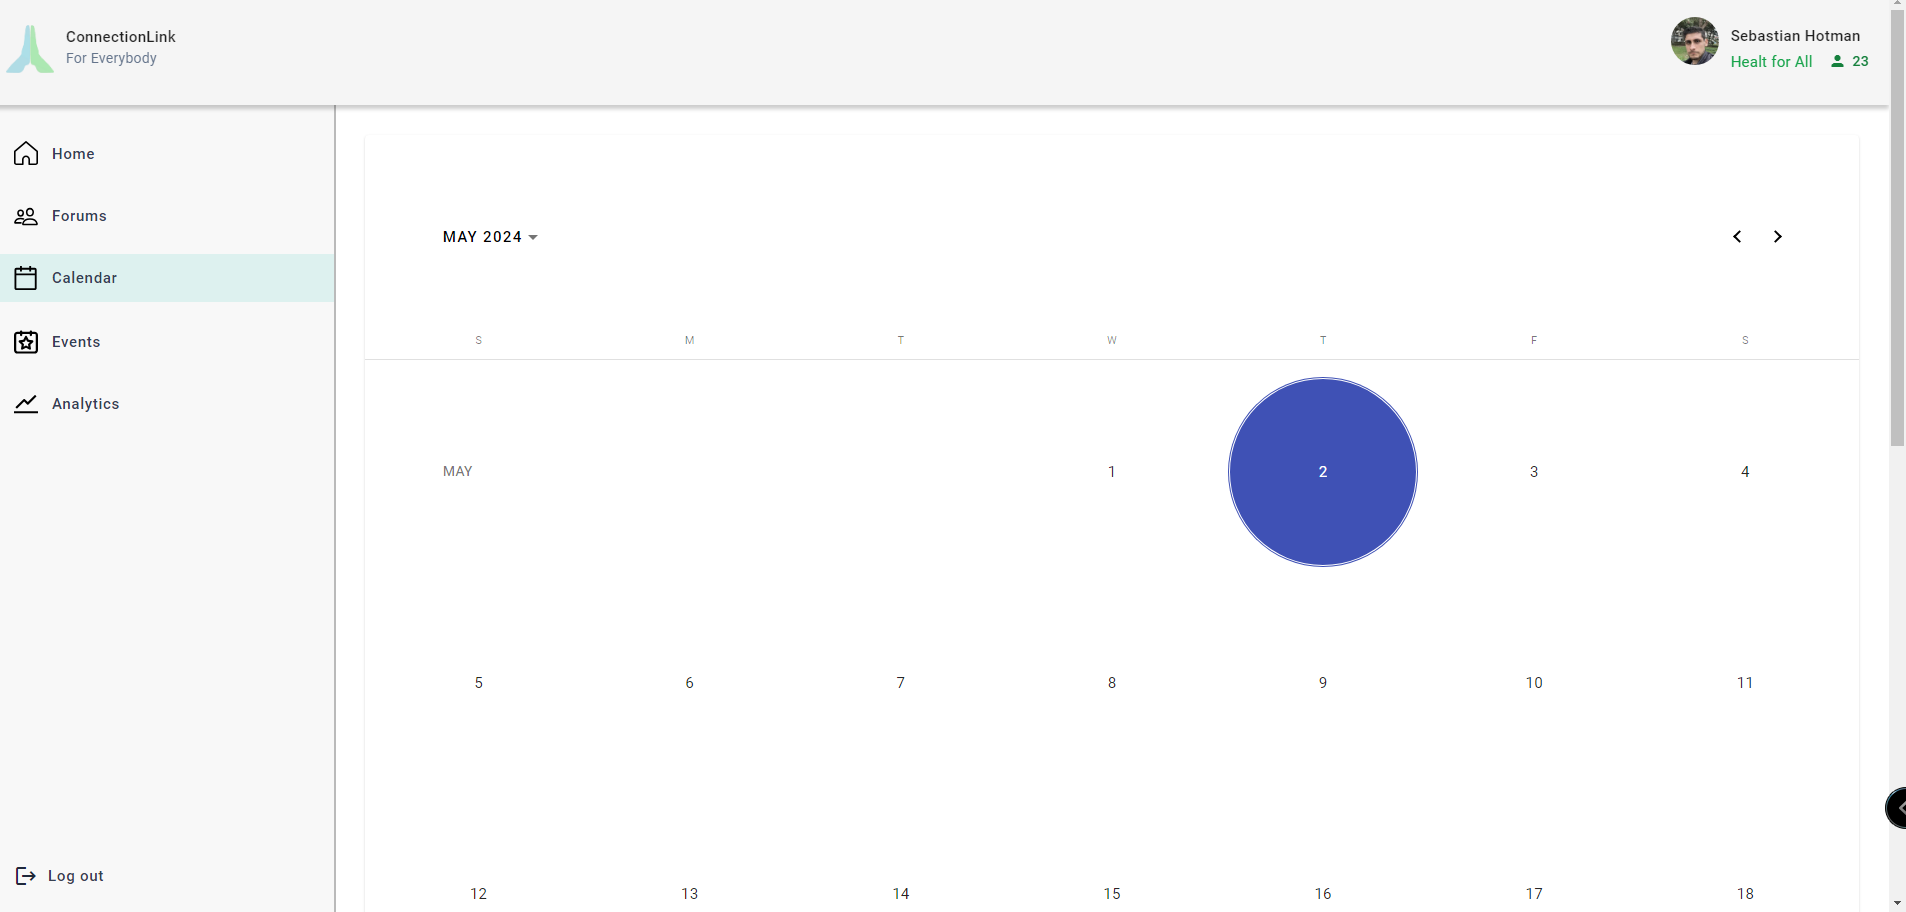 ConnectionLink
For Everybody
Sebastian Hotman
Healt for All 23
Home
Forums
Calendar
Events
Analytics
Log out
MAY 2024
S M T W T F S
MAY 1 2 3 4
5 6 7 8 9 10 11
12 13 14 15 16 17 18